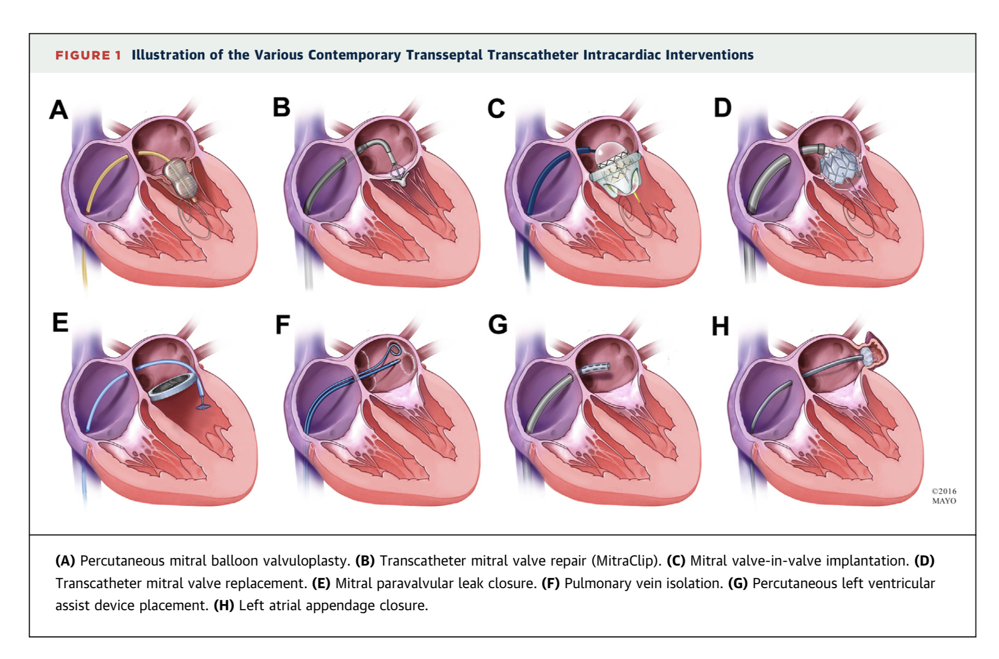 FIGURE 1 Illustration of the Various Contemporary Transseptal Transcatheter Intracardiac Interventions
A
B
C
D
E
F
G
H
©2016
MAYO
(A) Percutaneous mitral balloon valvuloplasty. (B) Transcatheter mitral valve repair (MitraClip). (C) Mitral valve-in-valve implantation. (D)
Transcatheter mitral valve replacement. (E) Mitral paravalvular leak closure. (F) Pulmonary vein isolation. (G) Percutaneous left ventricular
assist device placement. (H) Left atrial appendage closure.